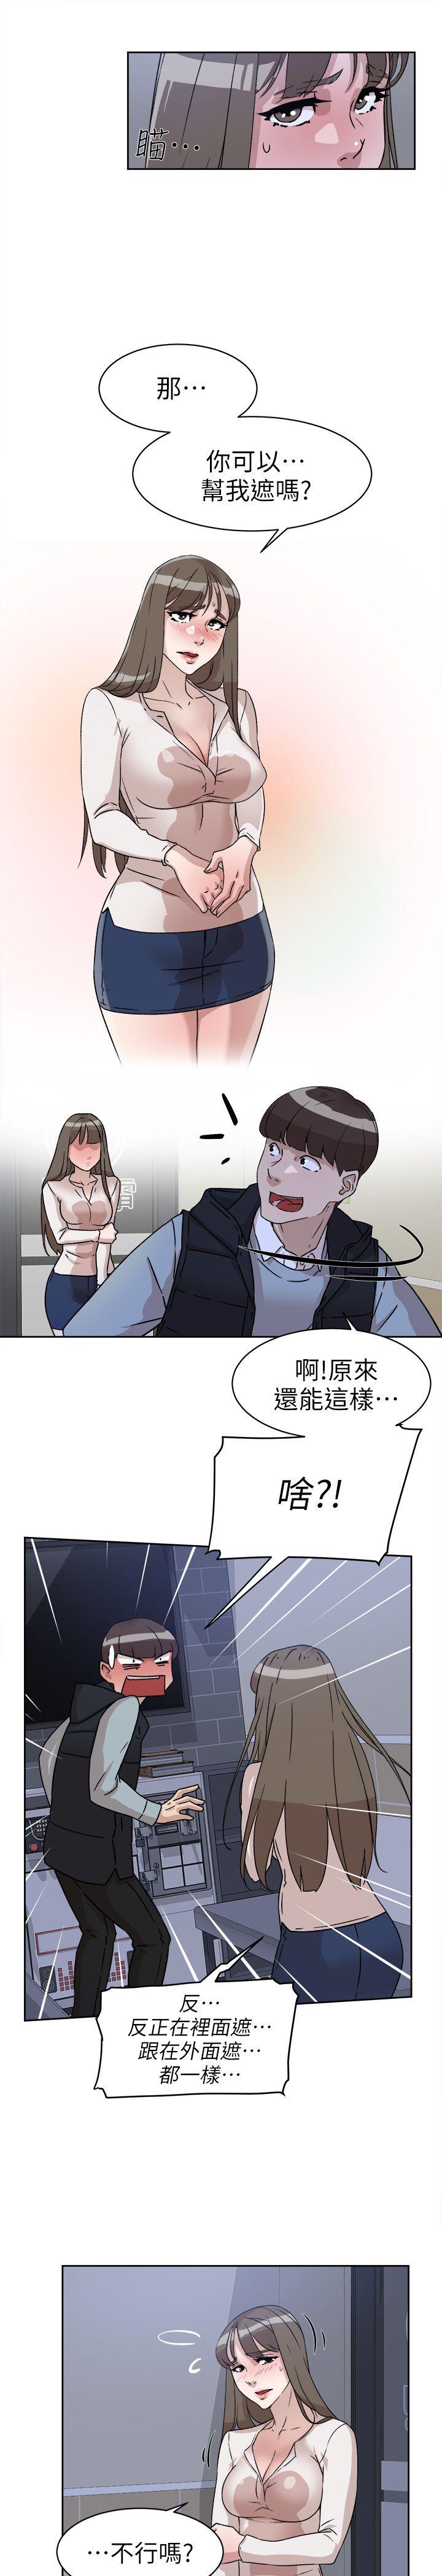 瞄…
那…
你可以…
幫我遮嗎?
啊!原來
還能這樣…
啥?!
反…
反正在裡面遮…
跟在外面遮…
都一樣…
…不行嗎?